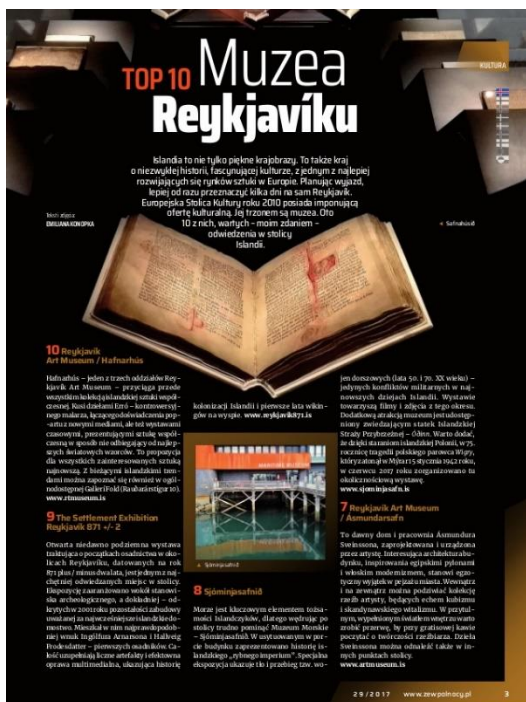 KULTURA
TOP 10 Muzea
Reykjavíku
Islandia to nie tylko piękne krajobrazy. To także kraj
o niezwykłej historii, fascynującej kulturze, z jednym z najlepiej
rozwijających się rynków sztuki w Europie. Planując wyjazd,
lepiej od razu przeznaczyć kilka dni na sam Reykjavík.
Europejska Stolica Kultury roku 2010 posiada imponującą
ofertę kulturalną. Jej trzonem są muzea. Oto
10 z nich, wartych – moim zdaniem –
odwiedzenia w stolicy
Islandii.
Tekst i zdjęcia:
EMILIANA KONOPKA
Safnahúsið
10 Reykjavik
Art Museum / Hafnarhús
Hafnarhús – jeden z trzech oddziałów Rey-
kjavik Art Museum – przyciąga przede
wszystkim kolekcją islandzkiej sztuki współ-
czesnej. Kusi dziełami Erró – kontrowersyj-
nego malarza, łączącego doświadczenia pop-
-artu z nowymi mediami, ale też wystawami
czasowymi, prezentującymi sztukę współ-
czesną w sposób nie odbiegający od najlep-
szych światowych wzorców. To propozycja
dla wszystkich zainteresowanych sztuką
najnowszą. Z bieżącymi islandzkimi tren-
dami można zapoznać się również w ogól-
nodostępnej Galleri Fold (Rauðarárstígur 10).
www.rtmuseum.is
9 The Settlement Exhibition
Reykjavik 871 +/- 2
Otwarta niedawno podziemna wystawa
traktująca o początkach osadnictwa w oko-
licach Reykjavíku, datowanych na rok
871 plus / minus dwa lata, jest jednym z naj-
chętniej odwiedzanych miejsc w stolicy.
Ekspozycję zaaranżowano wokół stanowi-
ska archeologicznego, a dokładniej – od-
krytych w 2001 roku pozostałości zabudowy
uważanej za najwcześniejsze islandzkie do-
mostwo. Mieszkał w nim najprawdopodob-
niej wnuk Ingólfura Arnarsona i Hallveig
Frodesdatter – pierwszych osadników. Ca-
łość uzupełniają liczne artefakty i efektowna
oprawa multimedialna, ukazująca historię
kolonizacji Islandii i pierwsze lata wikin-
gów na wyspie. www.reykjavik871.is
Sjóminjasafnið
8 Sjóminjasafnið
Morze jest kluczowym elementem tożsa-
mości Islandczyków, dlatego wędrując po
stolicy trudno pominąć Muzeum Morskie
– Sjóminjasafnið. W usytuowanym w por-
cie budynku zaprezentowano historię is-
landzkiego „rybnego imperium”. Specjalna
ekspozycja ukazuje tło i przebieg tzw. wo-
jen dorszowych (lata 50. i 70. XX wieku) –
jedynych konfliktów militarnych w naj-
nowszych dziejach Islandii. Wystawie
towarzyszą filmy i zdjęcia z tego okresu.
Dodatkową atrakcją muzeum jest udostęp-
niony zwiedzającym statek Islandzkiej
Straży Przybrzeżnej – Óðinn. Warto dodać,
że dzięki staraniom islandzkiej Polonii, w 75.
rocznicę tragedii polskiego parowca Wigry,
który zatonął w Mýrar 15 stycznia 1942 roku,
w czerwcu 2017 roku zorganizowano tu
okolicznościową wystawę.
www.sjominjasafn.is
7 Reykjavik Art Museum
/ Ásmundarsafn
To dawny dom i pracownia Ásmundura
Sveinssona, zaprojektowana i urządzona
przez artystę. Interesująca architektura bu-
dynku, inspirowania egipskimi pylonami
i włoskim modernizmem, stanowi egzo-
tyczny wyjątek w pejzażu miasta. Wewnątrz
i na zewnątrz można podziwiać kolekcję
rzeźb artysty, będących echem kubizmu
i skandynawskiego witalizmu. W przytul-
nym, wypełnionym światłem wnętrzu warto
zrobić przerwę, by przy gratisowej kawie
poczytać o twórczości rzeźbiarza. Dzieła
Sveinssona można odnaleźć także w in-
nych punktach stolicy.
www.artmuseum.is
29/2017 www.zewpolnocy.pl 3